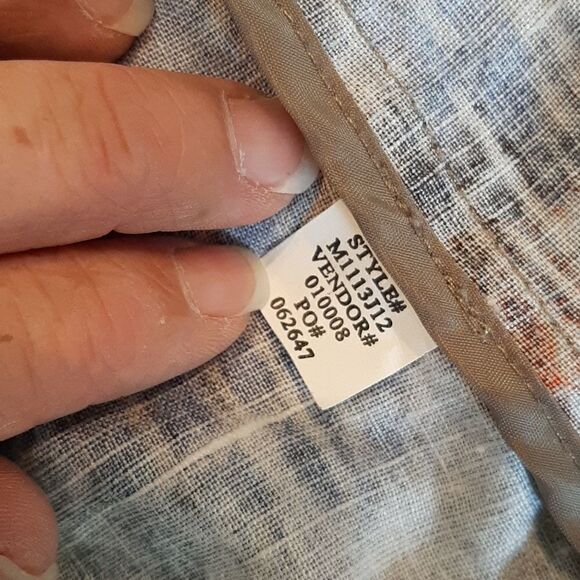 STYLE#
M1113J12
VENDOR#
010008
PO#
062647